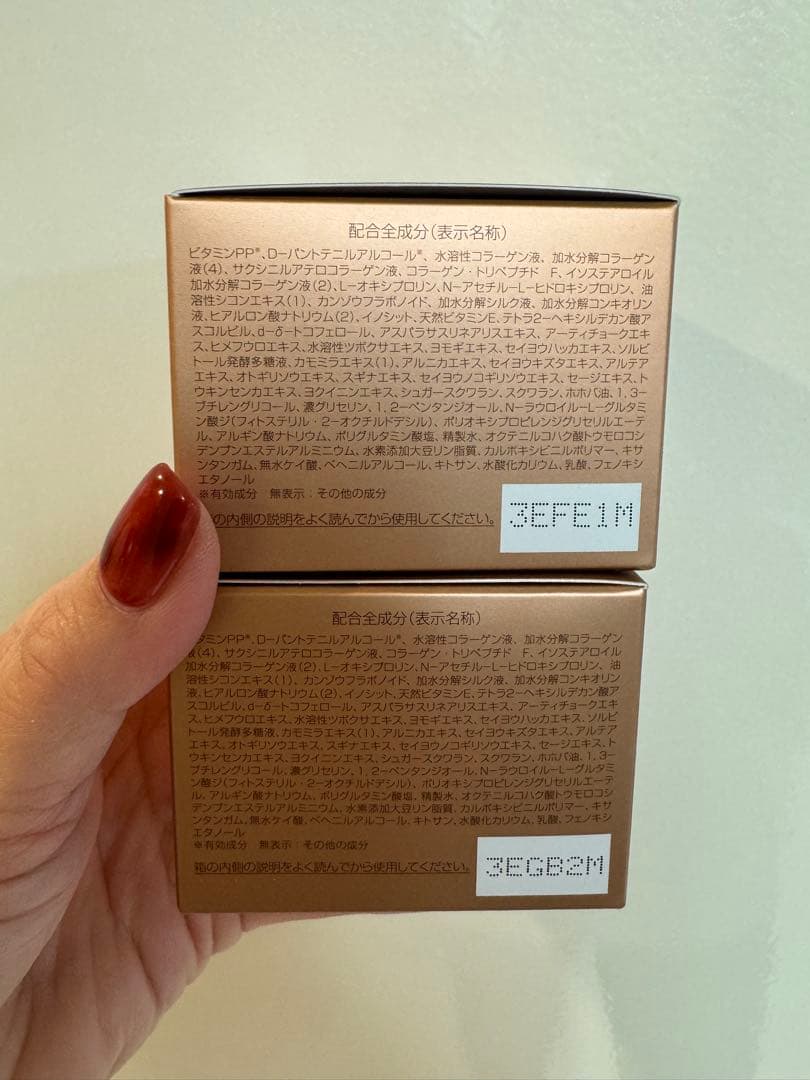 配合全成分(表示名称)
ビタミンPP※、D-パントテニルアルコール※、水溶性コラーゲン液、加水分解コラーゲン
液(4)、サクシニルアテロコラーゲン液、コラーゲン・トリペプチド F、イソステアロイル
加水分解コラーゲン液(2)、L-オキシプロリン、N-アセチル-L-ヒドロキシプロリン、油
溶性シコンエキス(1)、カンゾウフラボノイド、加水分解シルク液、加水分解コンキオリン
液、ヒアルロン酸ナトリウム(2)、イノシット、天然ビタミンE、テトラ2-ヘキシルデカン酸ア
スコルビル、d-δ-トコフェロール、アスパラサスリネアリスエキス、アーティチョークエキ
ス、ヒメフウロエキス、水溶性ツボクサエキス、ヨモギエキス、セイヨウハッカエキス、ソルビ
トール発酵多糖液、カモミラエキス(1)、アルニカエキス、セイヨウキズタエキス、アルテア
エキス、オトギリソウエキス、スギナエキス、セイヨウノコギリソウエキス、セージエキス、ト
ウキンセンカエキス、ヨクイニンエキス、シュガースクワラン、スクワラン、ホホバ油、1,3-
ブチレングリコール、濃グリセリン、1,2-ペンタンジオール、N-ラウロイル-L-グルタミ
ン酸ジ(フィトステリル・2-オクチルドデシル)、ポリオキシプロピレンジグリセリルエーテ
ル、アルギン酸ナトリウム、ポリグルタミン酸塩、精製水、オクテニルコハク酸トウモロコシ
デンプンエステルアルミニウム、水素添加大豆リン脂質、カルボキシビニルポリマー、キサ
ンタンガム、無水ケイ酸、ベヘニルアルコール、キトサン、水酸化カリウム、乳酸、フェノキシ
エタノール
※有効成分 無表示:その他の成分
の内側の説明をよく読んでから使用してください。
3EFE1M
配合全成分(表示名称)
タミンPP※、D-パントテニルアルコール※、水溶性コラーゲン液、加水分解コラーゲン
液(4)、サクシニルアテロコラーゲン液、コラーゲン・トリペプチド F、イソステアロイル
加水分解コラーゲン液(2)、L-オキシプロリン、N-アセチル-L-ヒドロキシプロリン、油
溶性シコンエキス(1)、カンゾウフラボノイド、加水分解シルク液、加水分解コンキオリン
液、ヒアルロン酸ナトリウム(2)、イノシット、天然ビタミンE、テトラ2-ヘキシルデカン酸ア
スコルビル、d-δ-トコフェロール、アスパラサスリネアリスエキス、アーティチョークエキ
ス、ヒメフウロエキス、水溶性ツボクサエキス、ヨモギエキス、セイヨウハッカエキス、ソルビ
トール発酵多糖液、カモミラエキス(1)、アルニカエキス、セイヨウキズタエキス、アルテア
エキス、オトギリソウエキス、スギナエキス、セイヨウノコギリソウエキス、セージエキス、ト
ウキンセンカエキス、ヨクイニンエキス、シュガースクワラン、スクワラン、ホホバ油、1,3-
ブチレングリコール、濃グリセリン、1,2-ペンタンジオール、N-ラウロイル-L-グルタミ
ン酸ジ(フィトステリル・2-オクチルドデシル)、ポリオキシプロピレンジグリセリルエーテ
ル、アルギン酸ナトリウム、ポリグルタミン酸塩、精製水、オクテニルコハク酸トウモロコシ
デンプンエステルアルミニウム、水素添加大豆リン脂質、カルボキシビニルポリマー、キサ
ンタンガム、無水ケイ酸、ベヘニルアルコール、キトサン、水酸化カリウム、乳酸、フェノキシ
エタノール
※有効成分 無表示:その他の成分
箱の内側の説明をよく読んでから使用してください。
3EGB2M